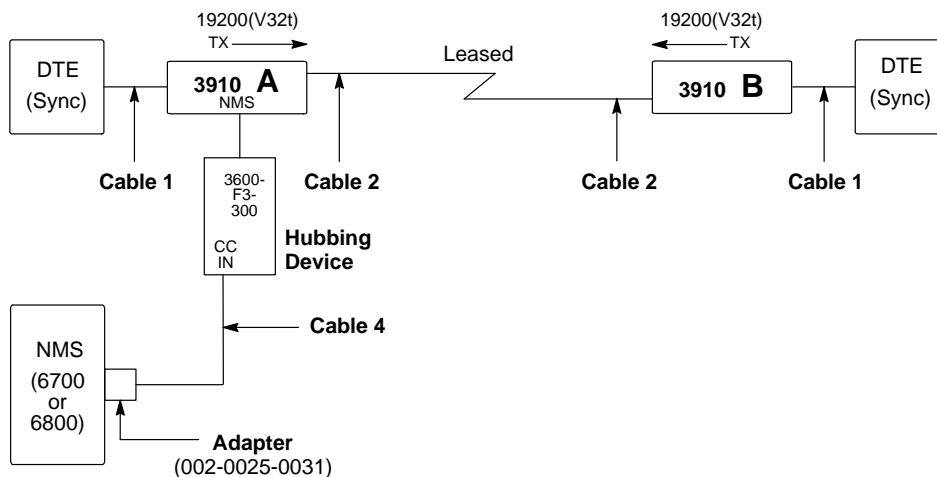 19200(V32t)
TX
19200(V32t)
TX
DTE
(Sync)
3910 A
NMS
Leased
3910 B
DTE
(Sync)
Cable 1
Cable 2
Cable 2
Cable 1
3600-
F3-
300
CC
IN
Hubbing
Device
Cable 4
NMS
(6700
or
6800)
Adapter
(002-0025-0031)